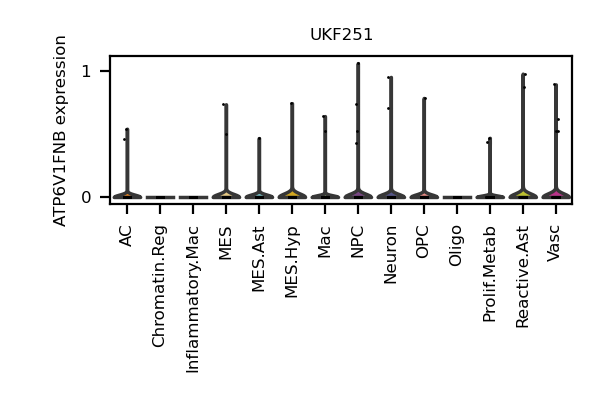 UKF251
ATP6V1FNB expression
1
0
AC
Chromatin.Reg
Inflammatory.Mac
MES
MES.Ast
MES.Hyp
Mac
NPC
Neuron
OPC
Oligo
Prolif.Metab
Reactive.Ast
Vasc